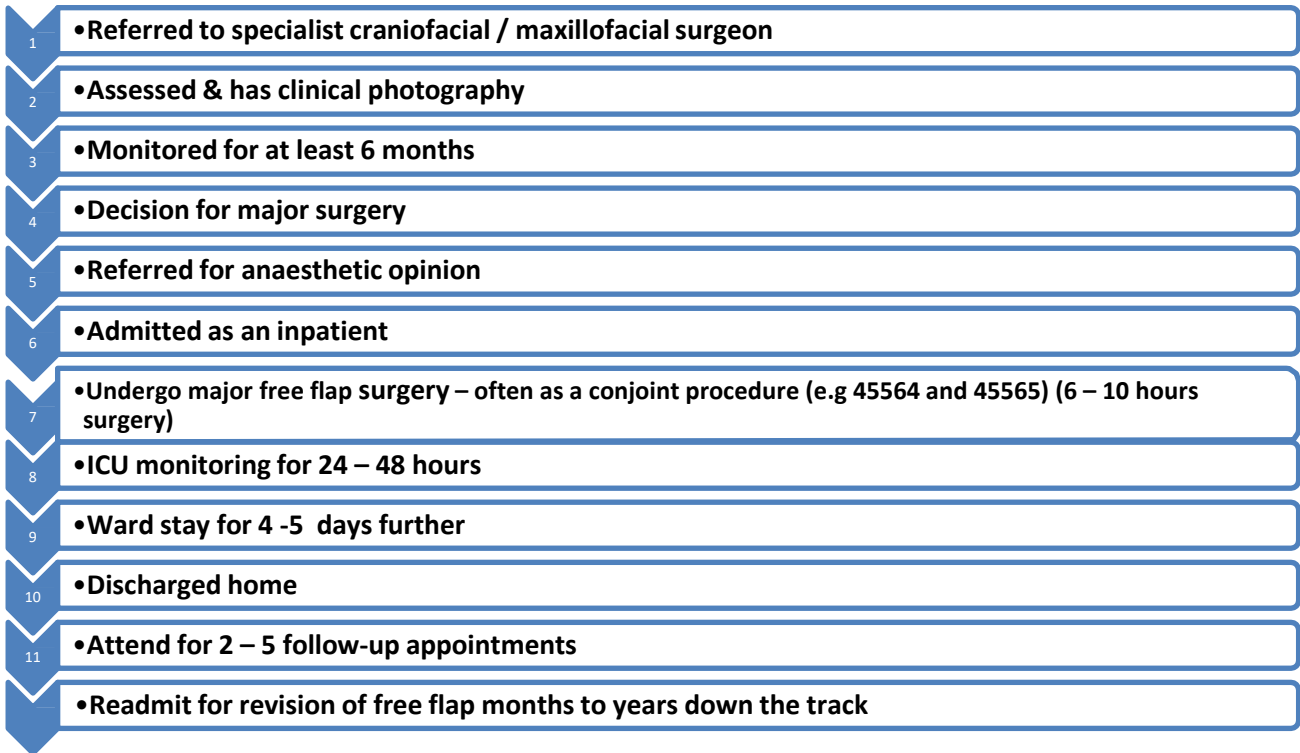 1
•Referred to specialist craniofacial / maxillofacial surgeon
2
•Assessed & has clinical photography
3
•Monitored for at least 6 months
4
•Decision for major surgery
5
•Referred for anaesthetic opinion
6
•Admitted as an inpatient
7
•Undergo major free flap surgery – often as a conjoint procedure (e.g 45564 and 45565) (6 – 10 hours
surgery)
8
•ICU monitoring for 24 – 48 hours
9
•Ward stay for 4 -5 days further
10
•Discharged home
11
•Attend for 2 – 5 follow-up appointments
•Readmit for revision of free flap months to years down the track